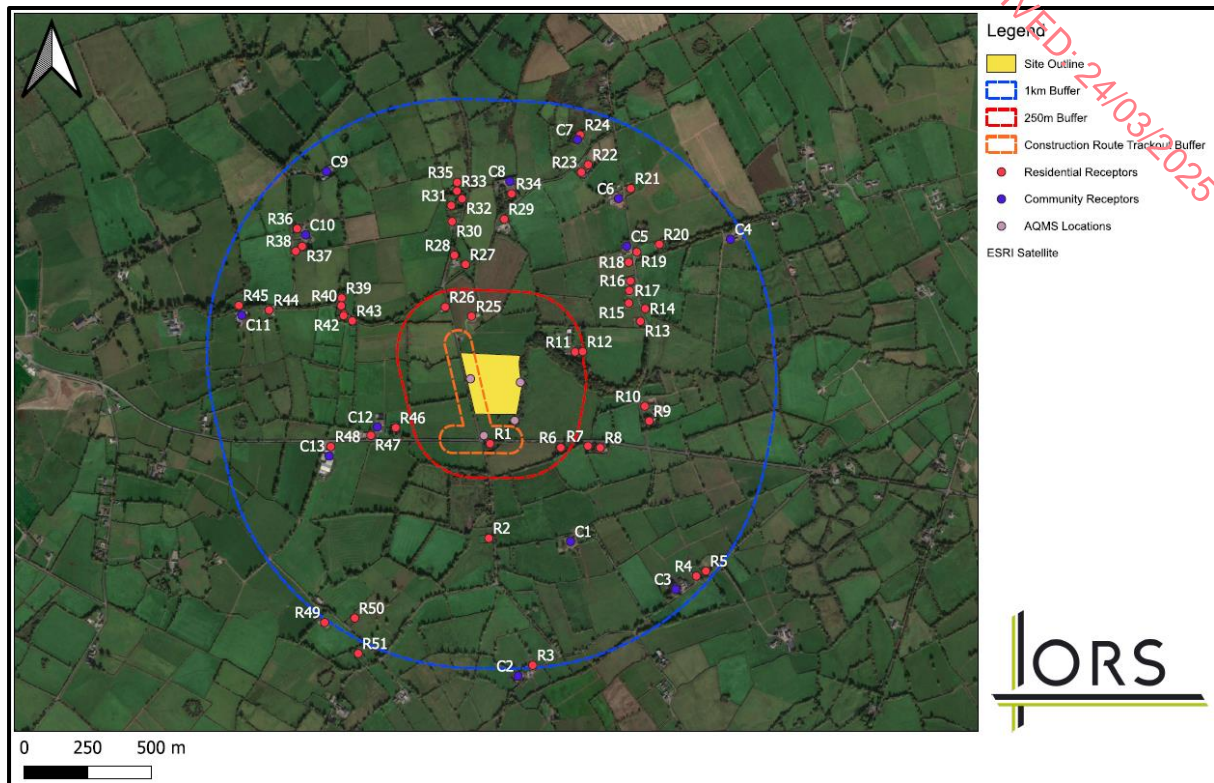 VED: 24/03/2025
Legend
Site Outline
1km Buffer
250m Buffer
Construction Route Trackout Buffer
Residential Receptors
Community Receptors
AQMS Locations
ESRI Satellite
C7 R24
R23 R22
C9
R35 R33 C8 R34
R31 R32 R29
C6 R21
R36 C10
R38 R37
R30
R28 R27
C5 R20 C4
R18 R19
R16
R17
R15 R14
R13
R45 R44
C11
R39
R40
R42 R43
R26 R25
R11 R12
R10
R9
C12 R46
R48 R47
C13
R1 R6 R7 R8
R2 C1
R4 R5
C3
R49 R50
R51
C2 R3
ORS
0 250 500 m